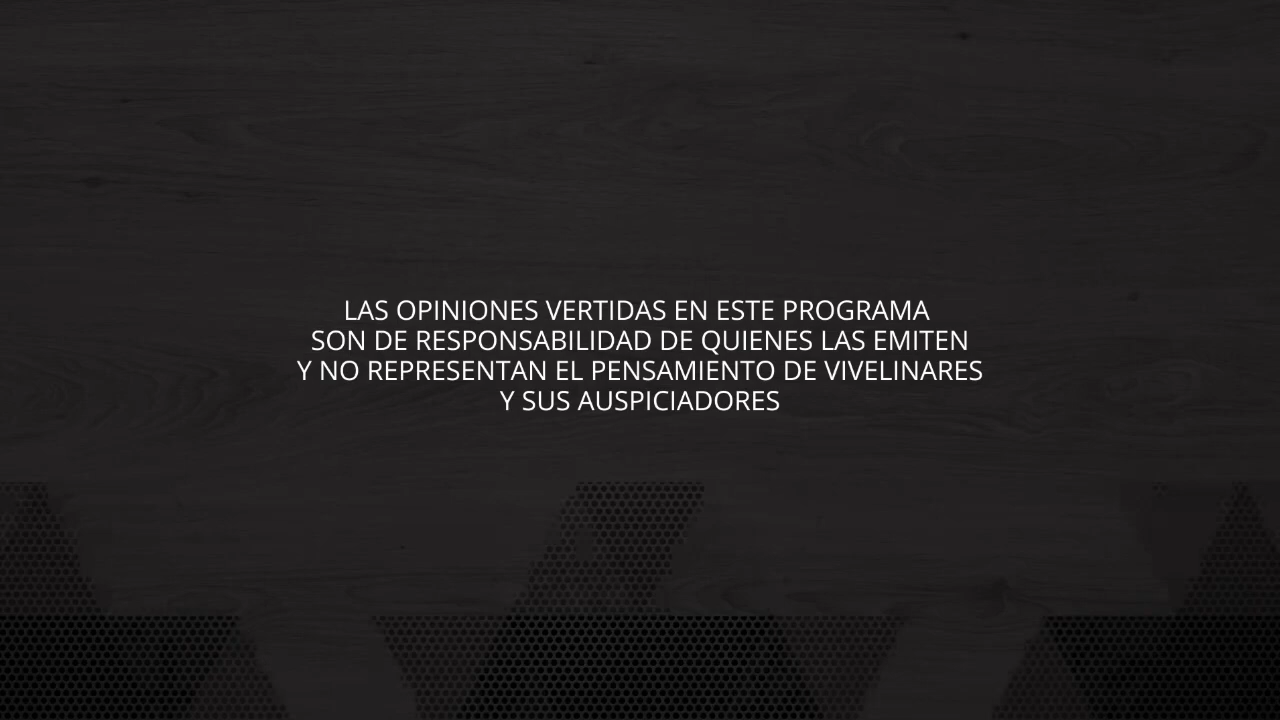 LAS OPINIONES VERTIDAS EN ESTE PROGRAMA
SON DE RESPONSABILIDAD DE QUIENES LAS EMITEN
Y NO REPRESENTAN EL PENSAMIENTO DE VIVELINARES
Y SUS AUSPICIADORES